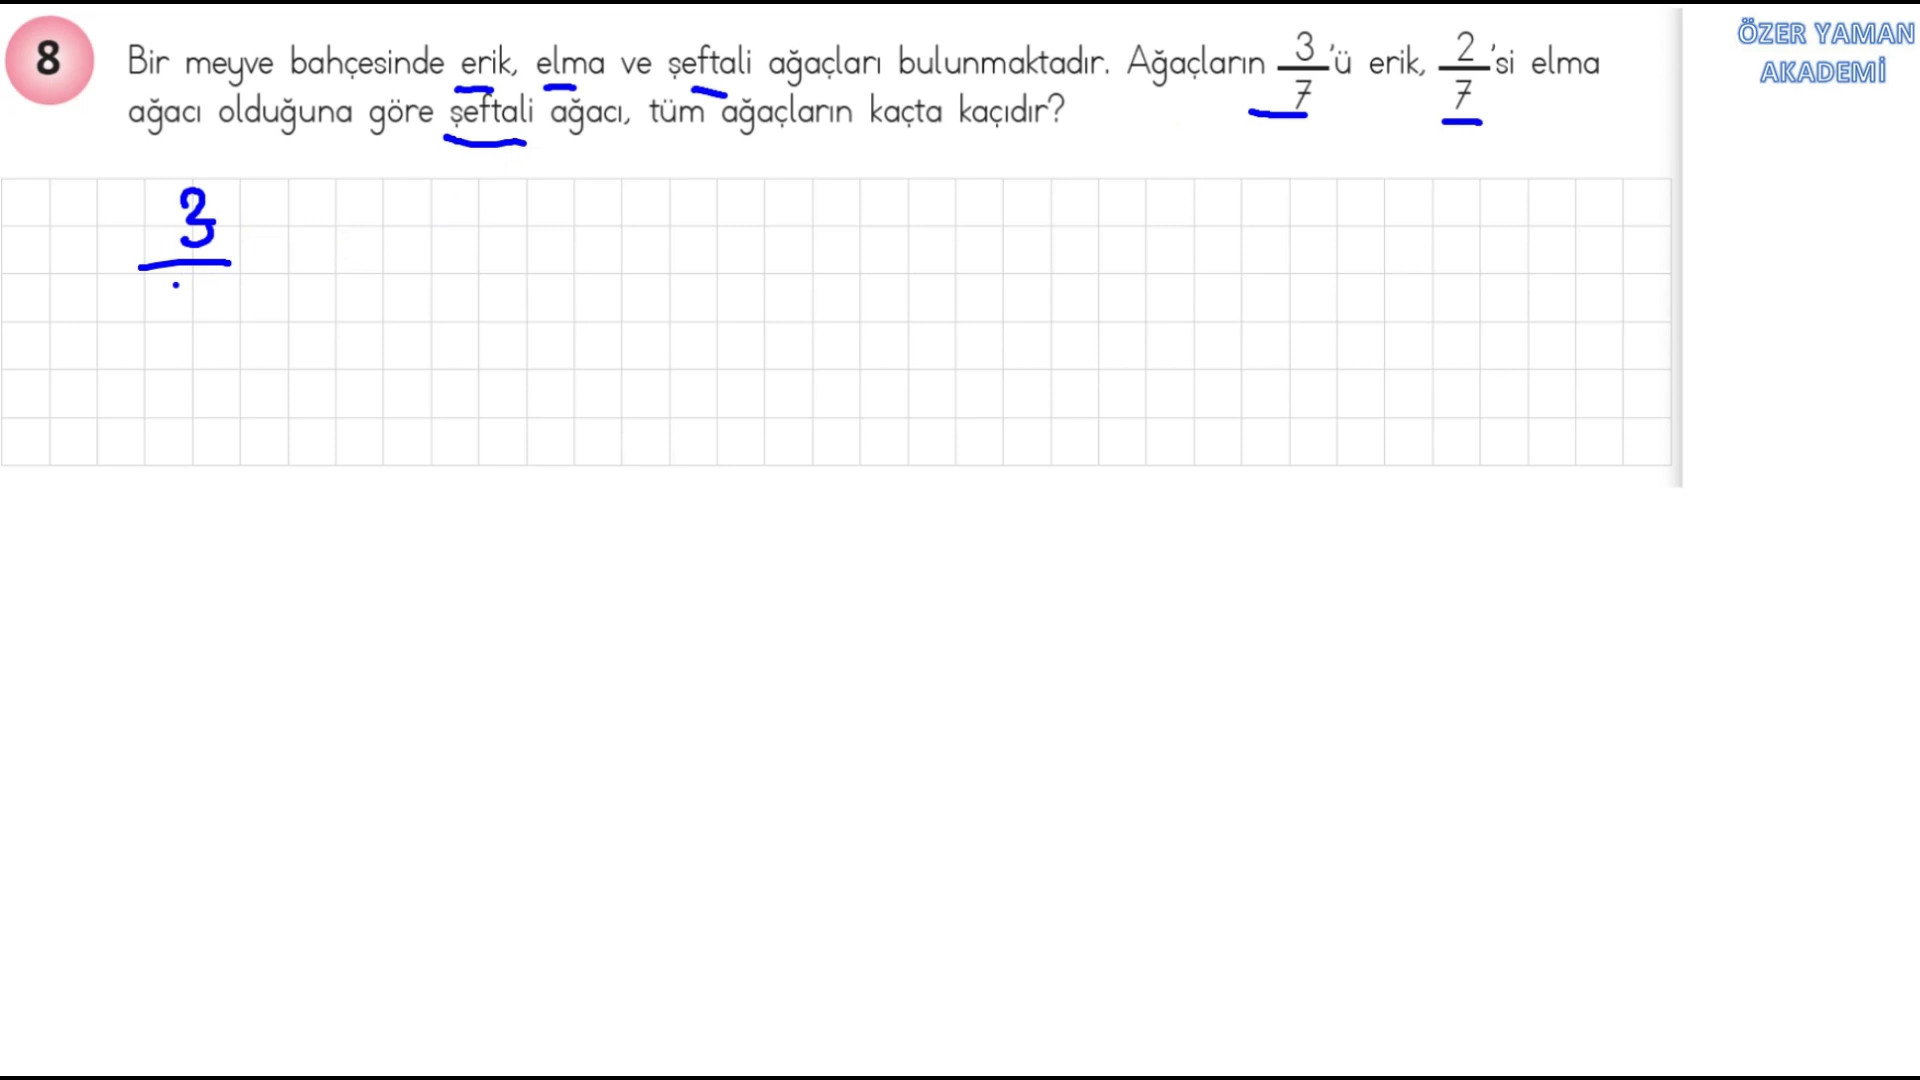 8
Bir meyve bahçesinde erik, elma ve şeftali ağaçları bulunmaktadır. Ağaçların 3/7'ü erik, 2/7'si elma
ağacı olduğuna göre şeftali ağacı, tüm ağaçların kaçta kaçıdır?
3
ÖZER YAMAN
AKADEMİ